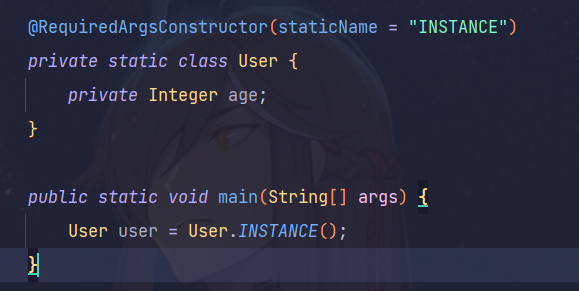 @RequiredArgsConstructor(staticName = "INSTANCE")
private static class User {
    private Integer age;
}

public static void main(String[] args) {
    User user = User.INSTANCE();
}